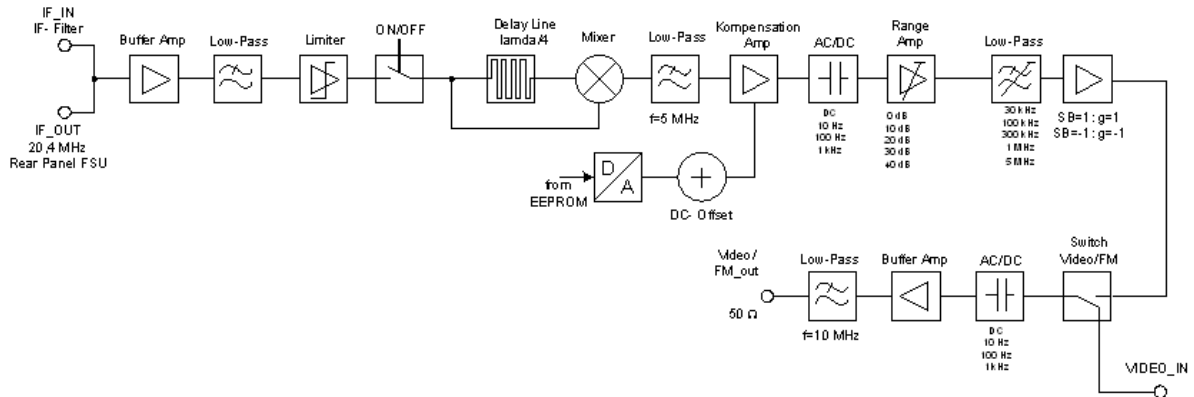 IF_IN
IF- Filter
Buffer Amp
Low-Pass
Limiter
ON/OFF
Delay Line
lamda/4
Mixer
Low-Pass
f=5 MHz
Kompensation
Amp
AC/DC
DC
10 Hz
100 Hz
1 kHz
Range
Amp
0 dB
10 dB
20 dB
30 dB
40 dB
Low-Pass
30 kHz
100 kHz
300 kHz
1 MHz
5 MHz
SB=1: g=1
SB=-1: g=-1
IF_OUT
20,4 MHz
Rear Panel FSU
from
EEPROM
D
A
DC- Offset
Video/
FM_out
50 Ω
Low-Pass
f=10 MHz
Buffer Amp
AC/DC
DC
10 Hz
100 Hz
1 kHz
Switch
Video/FM
VIDEO_IN